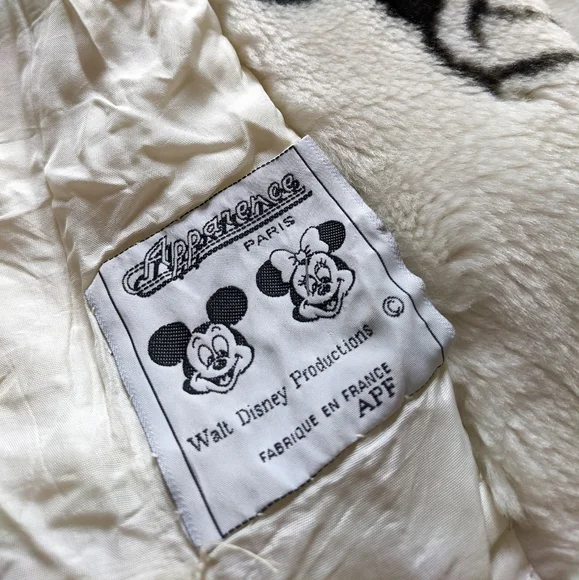 Apparence
PARIS
©
Walt Disney Productions
FABRIQUE EN FRANCE
APF